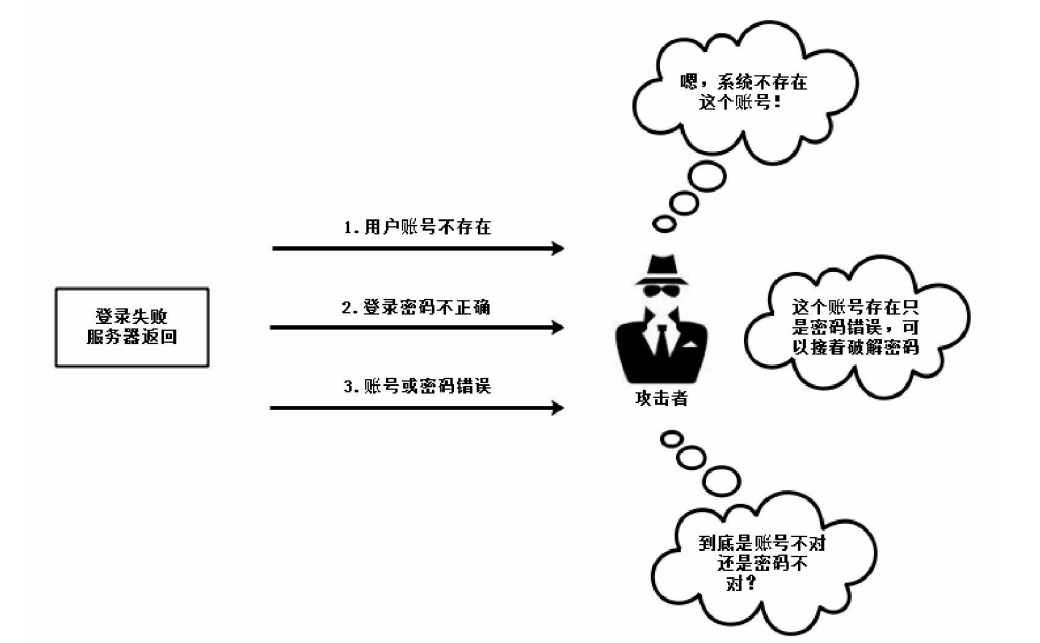 嗯，系统不存在
这个账号！
1.用户账号不存在
登录失败
服务器返回
2.登录密码不正确
这个账号存在只
是密码错误，可
以接着破解密码
3.账号或密码错误
攻击者
到底是账号不对
还是密码不
对？